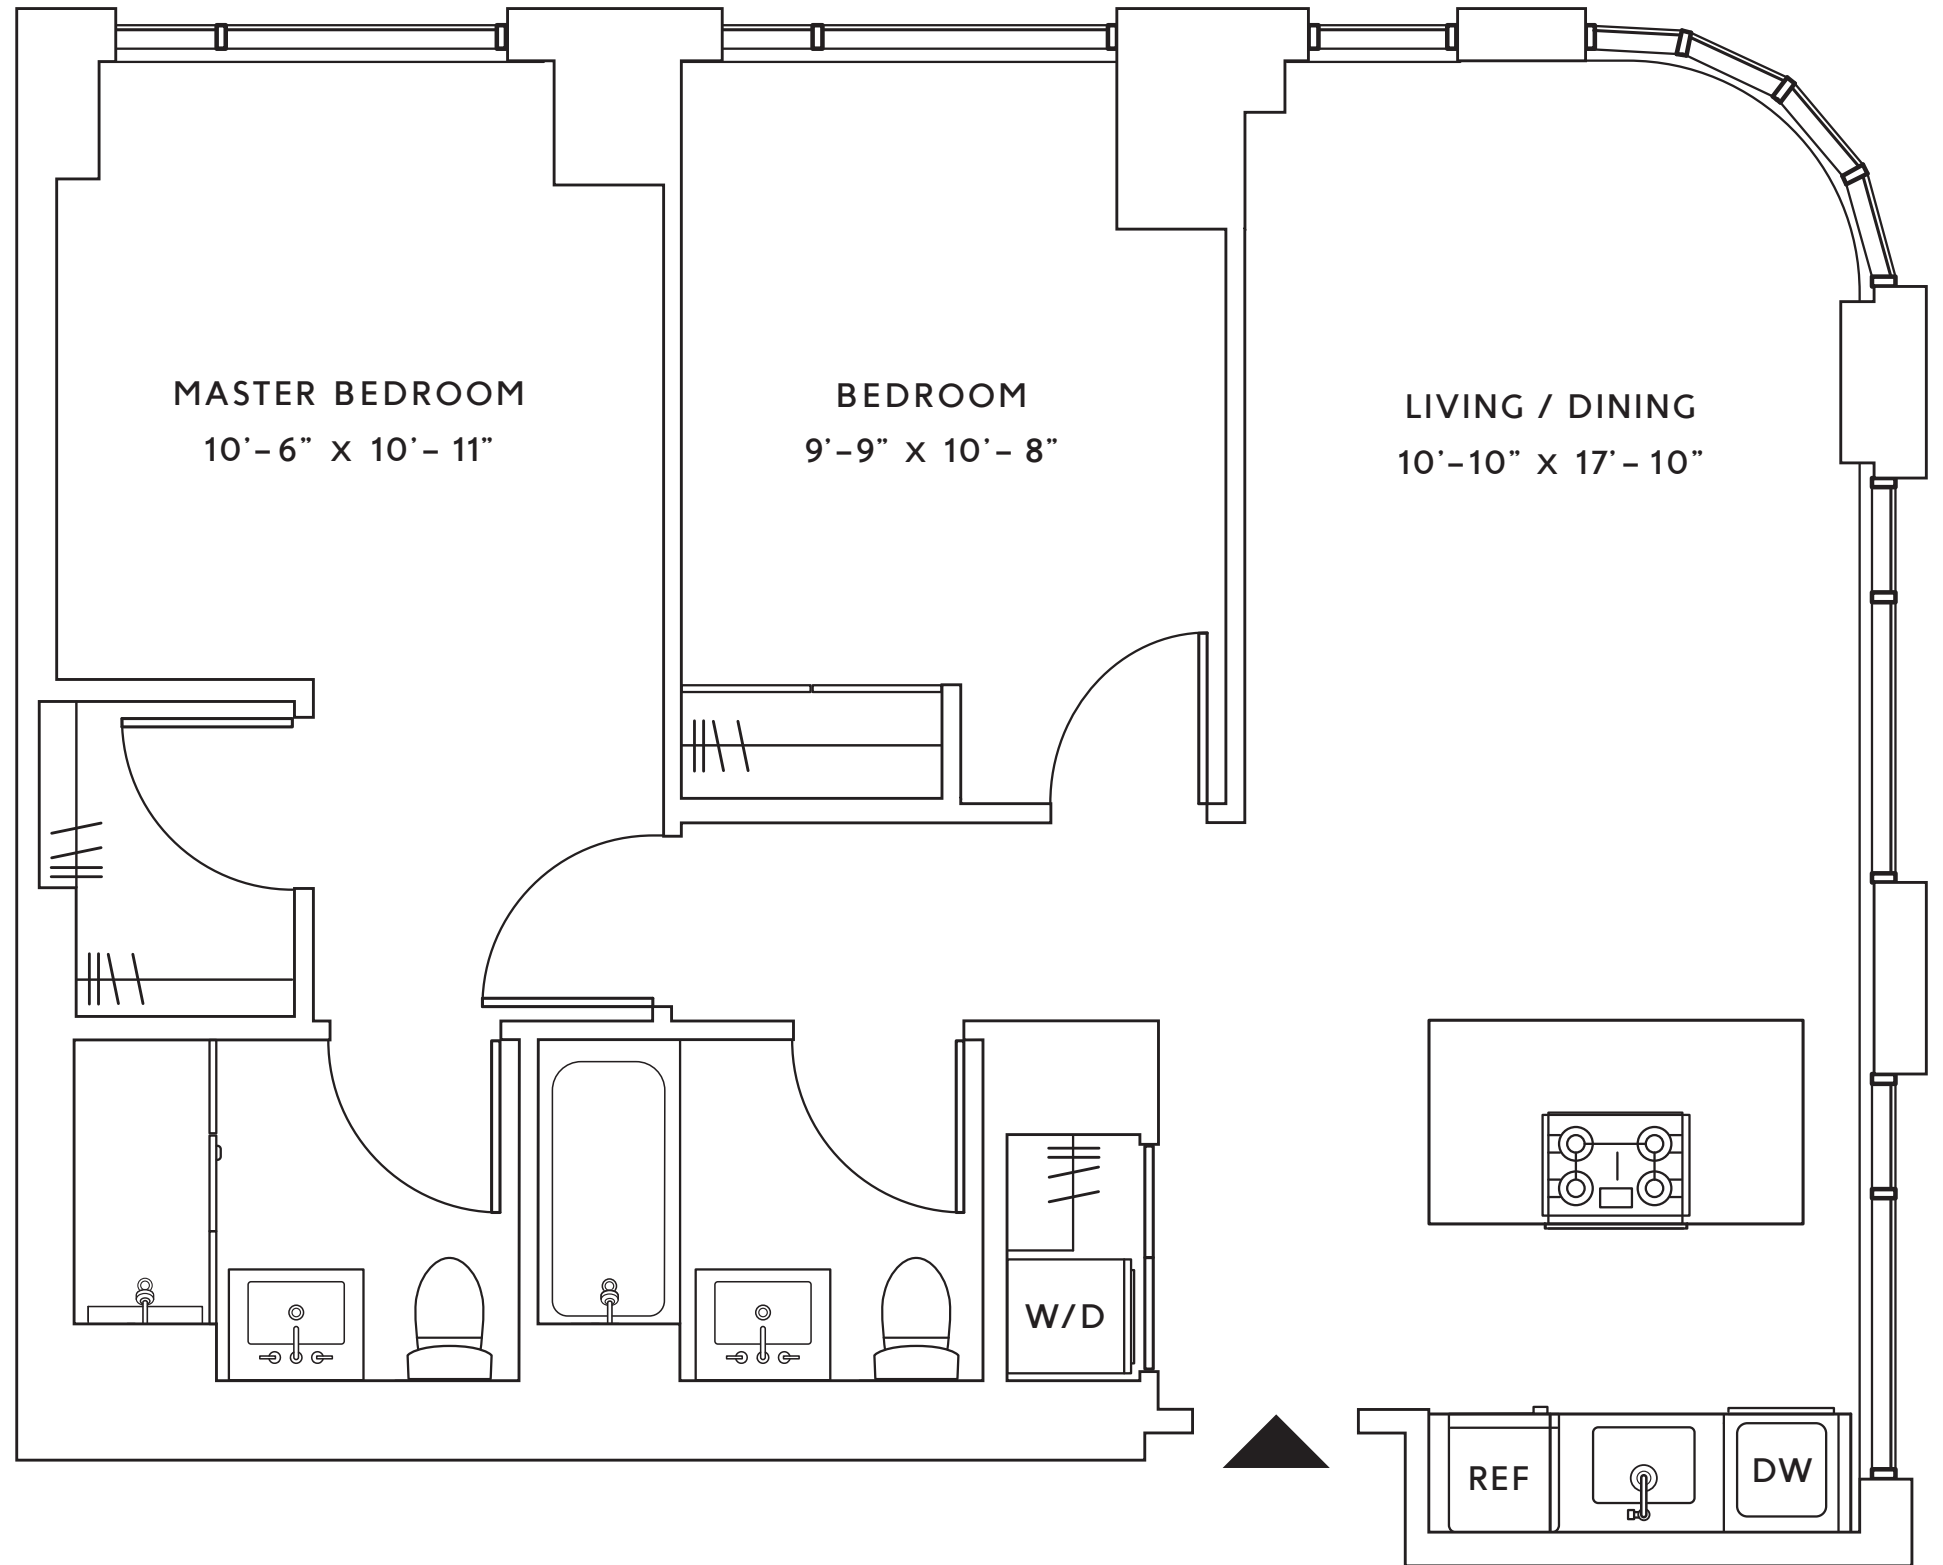 MASTER BEDROOM
10’–6” X 10’– 11”
BEDROOM
9’–9” X 10’– 8”
LIVING / DINING
10’–10” X 17’– 10”
W/D
REF
DW